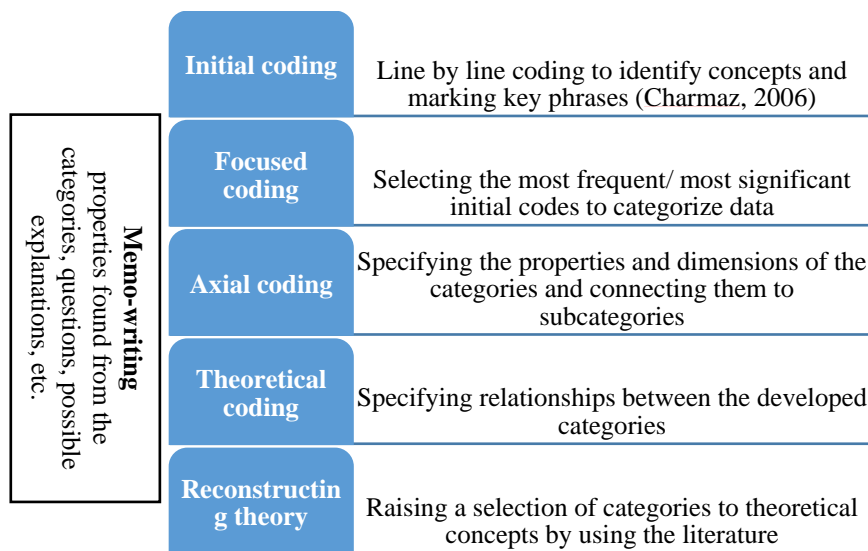 Memo-writing
properties found from the
categories, questions, possible
explanations, etc.
Initial coding
Line by line coding to identify concepts and
marking key phrases (Charmaz, 2006)
Focused
coding
Selecting the most frequent/ most significant
initial codes to categorize data
Axial coding
Specifying the properties and dimensions of the
categories and connecting them to
subcategories
Theoretical
coding
Specifying relationships between the developed
categories
Reconstructin
g theory
Raising a selection of categories to theoretical
concepts by using the literature